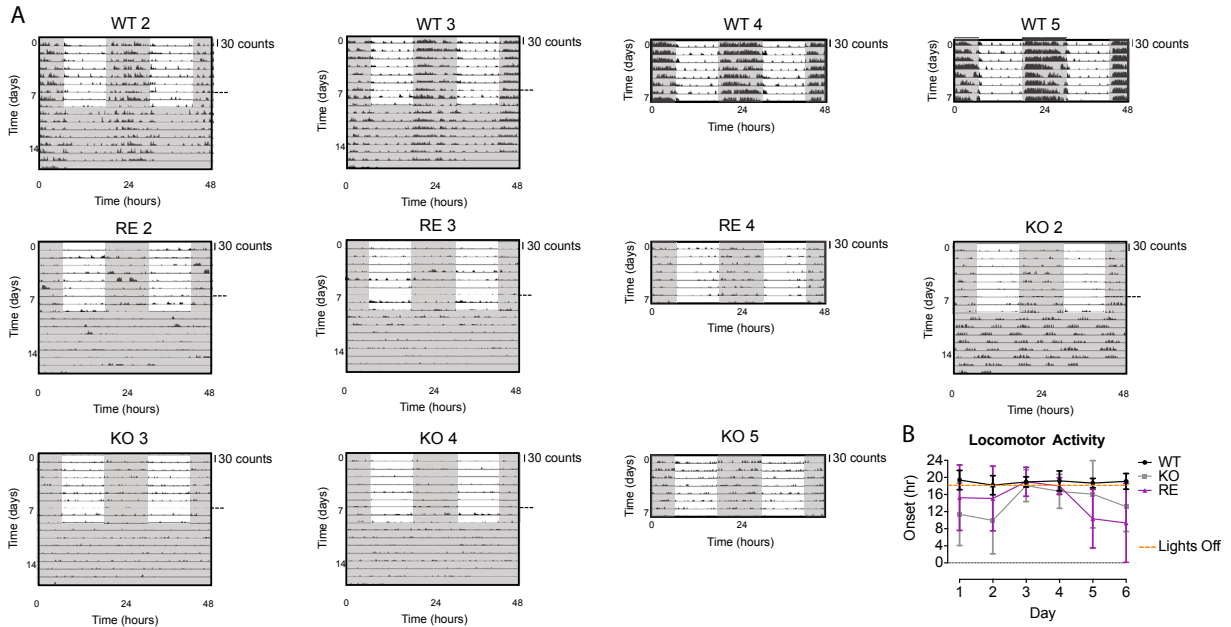 A
WT 2
0
7
14
Time (days)
30 counts
0 24 48
Time (hours)
WT 3
0
7
14
Time (days)
30 counts
0 24 48
Time (hours)
WT 4
0
7
Time (days)
30 counts
0 24 48
Time (hours)
WT 5
0
7
Time (days)
30 counts
0 24 48
Time (hours)
RE 2
0
7
14
Time (days)
30 counts
0 24 48
Time (hours)
RE 3
0
7
14
Time (days)
30 counts
0 24 48
Time (hours)
RE 4
0
7
Time (days)
30 counts
0 24 48
Time (hours)
KO 2
0
7
14
Time (days)
30 counts
0 24 48
Time (hours)
KO 3
0
7
14
Time (days)
30 counts
0 24 48
Time (hours)
KO 4
0
7
14
Time (days)
30 counts
0 24 48
Time (hours)
KO 5
0
7
Time (days)
30 counts
0 24
Time (hours)
B
Locomotor Activity
24
20
16
12
8
4
0
Onset (hr)
WT
KO
RE
Lights Off
1 2 3 4 5 6
Day